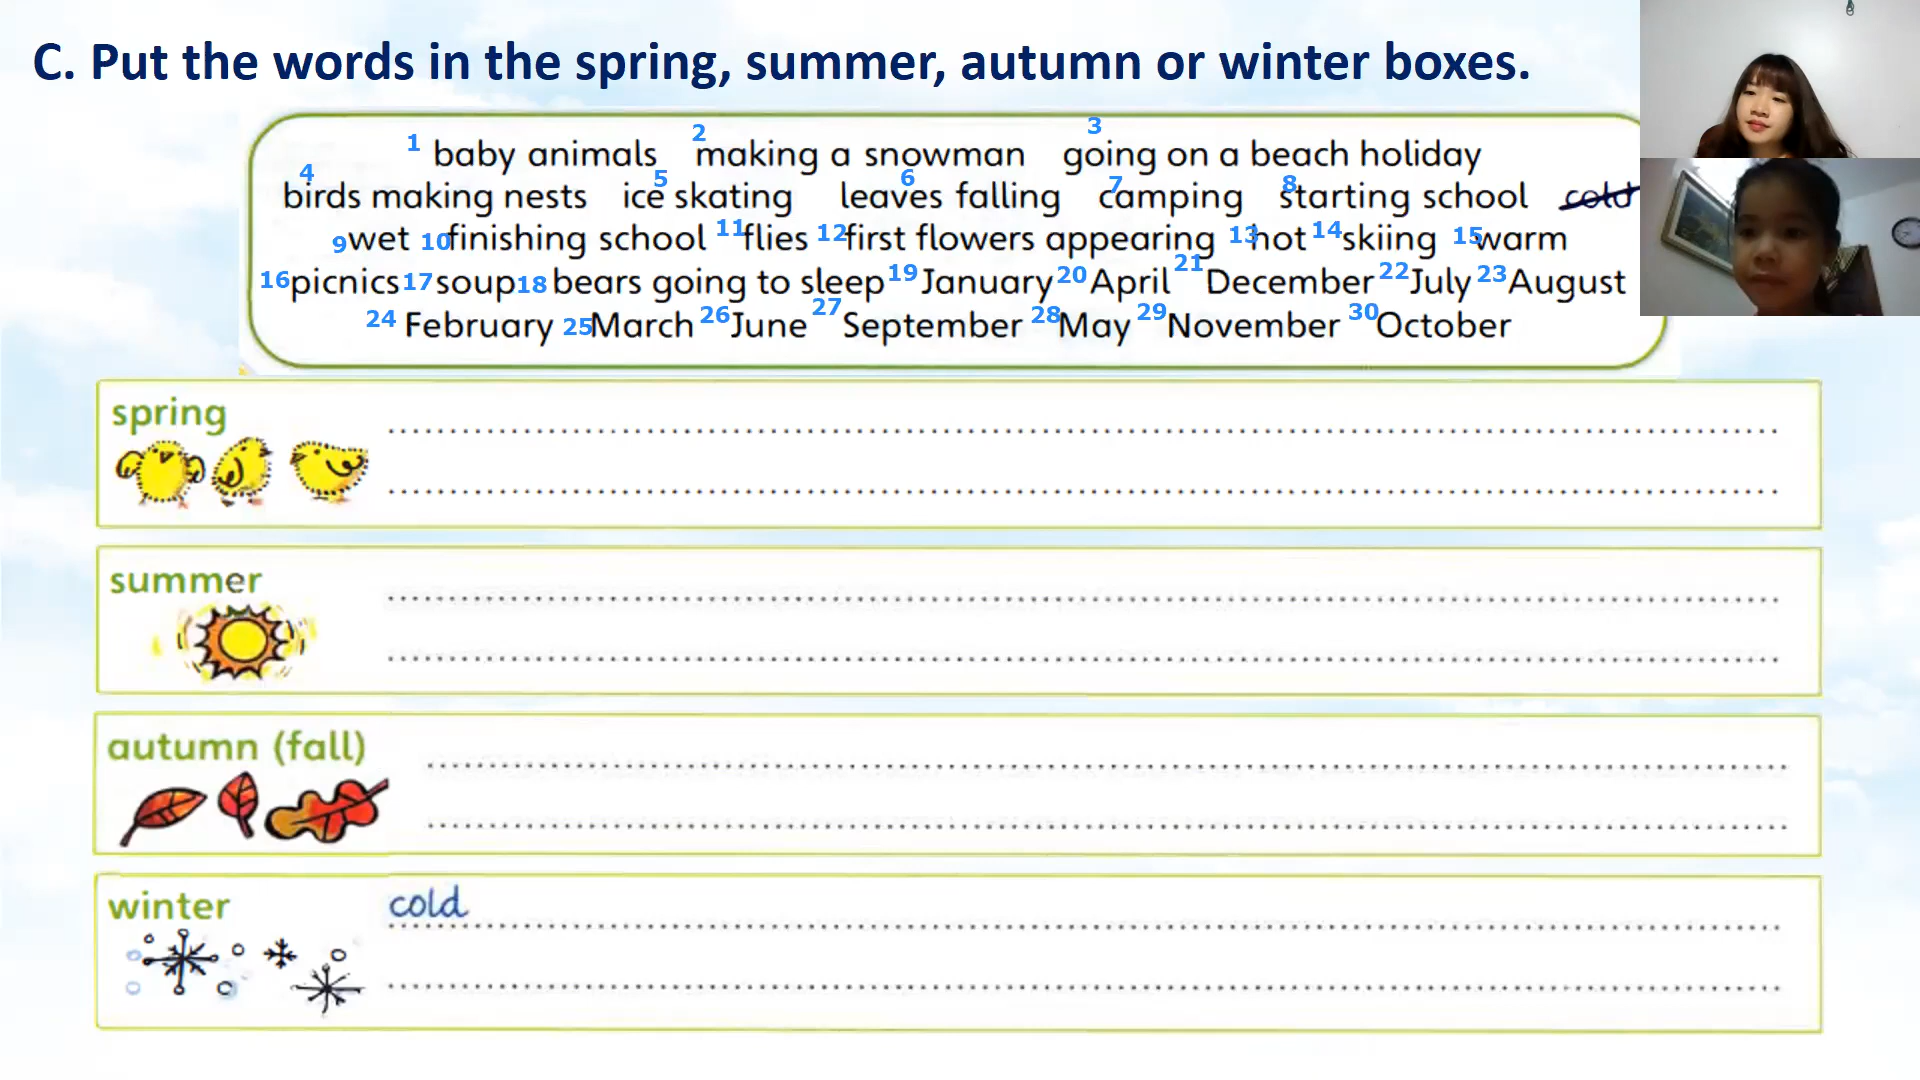 C. Put the words in the spring, summer, autumn or winter boxes.
1 baby animals 2 making a snowman 3 going on a beach holiday
4 birds making nests 5 ice skating 6 leaves falling 7 camping 8 starting school cold
9 wet 10 finishing school 11 flies 12 first flowers appearing 13 hot 14 skiing 15 warm
16 picnics 17 soup 18 bears going to sleep 19 January 20 April 21 December 22 July 23 August
24 February 25 March 26 June 27 September 28 May 29 November 30 October
spring
summer
autumn (fall)
winter cold